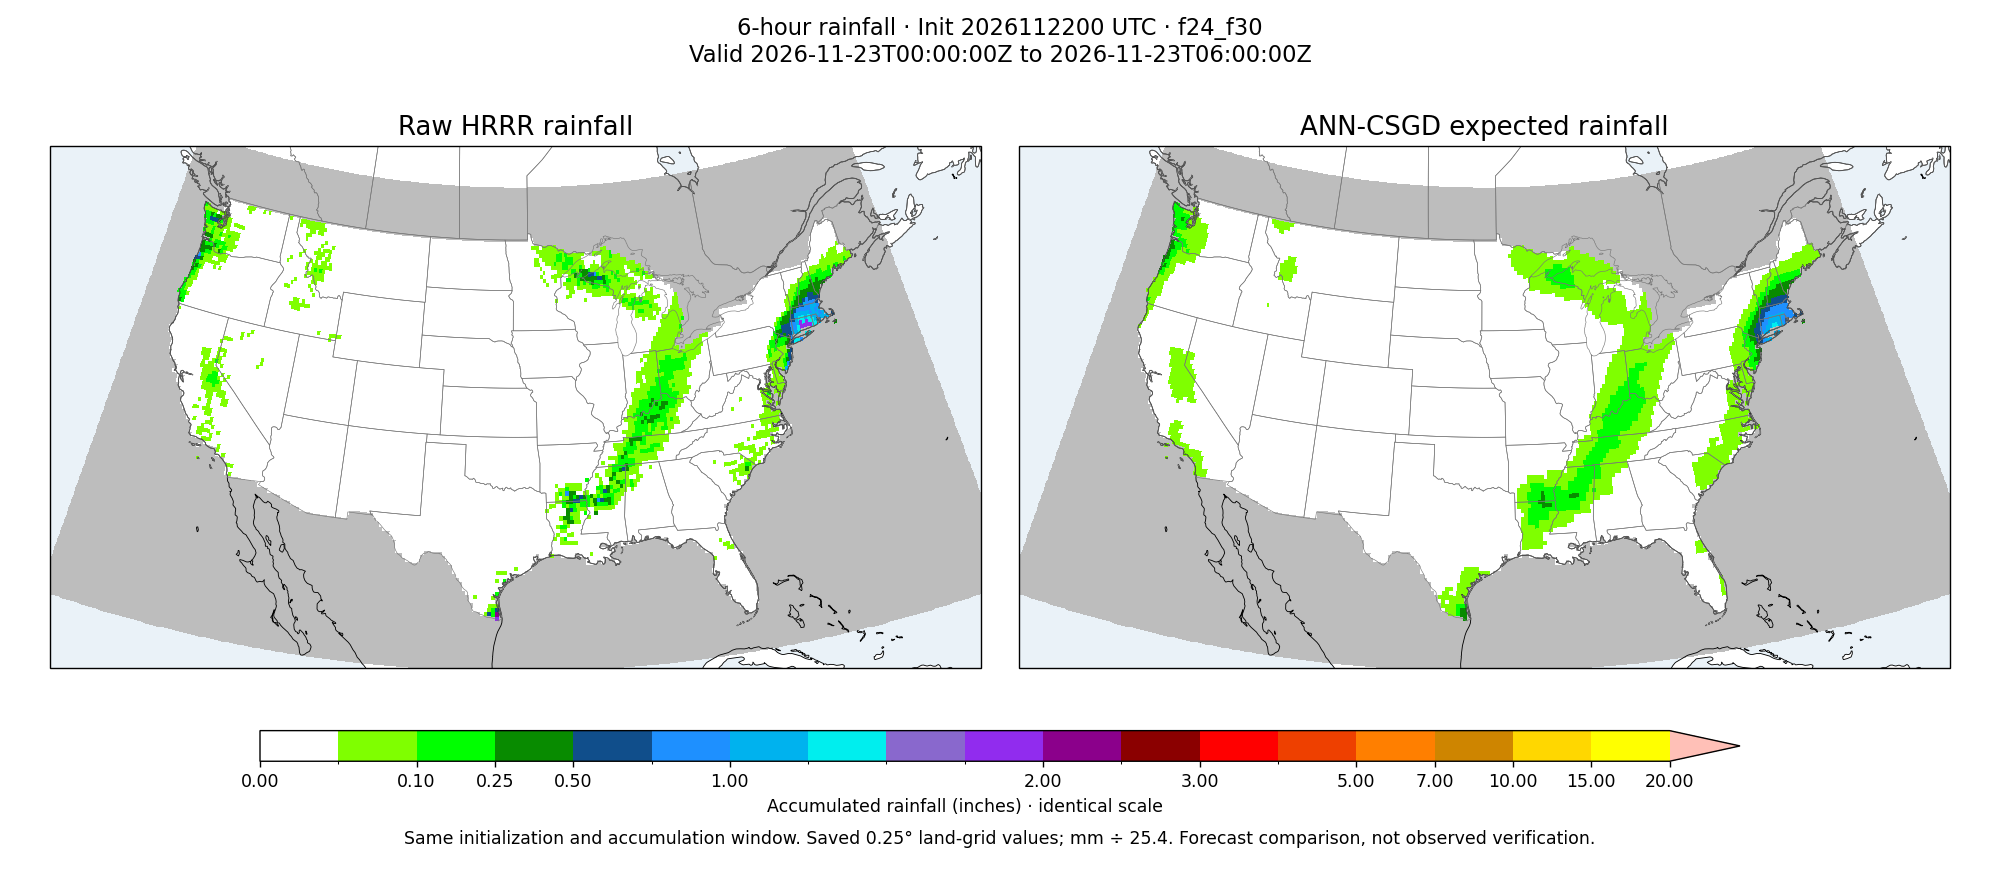 6-hour rainfall · Init 2026112200 UTC · f24_f30
Valid 2026-11-23T00:00:00Z to 2026-11-23T06:00:00Z
Raw HRRR rainfall
ANN-CSGD expected rainfall
0.00 0.10 0.25 0.50 1.00 2.00 3.00 5.00 7.00 10.00 15.00 20.00
Accumulated rainfall (inches) · identical scale
Same initialization and accumulation window. Saved 0.25° land-grid values; mm ÷ 25.4. Forecast comparison, not observed verification.